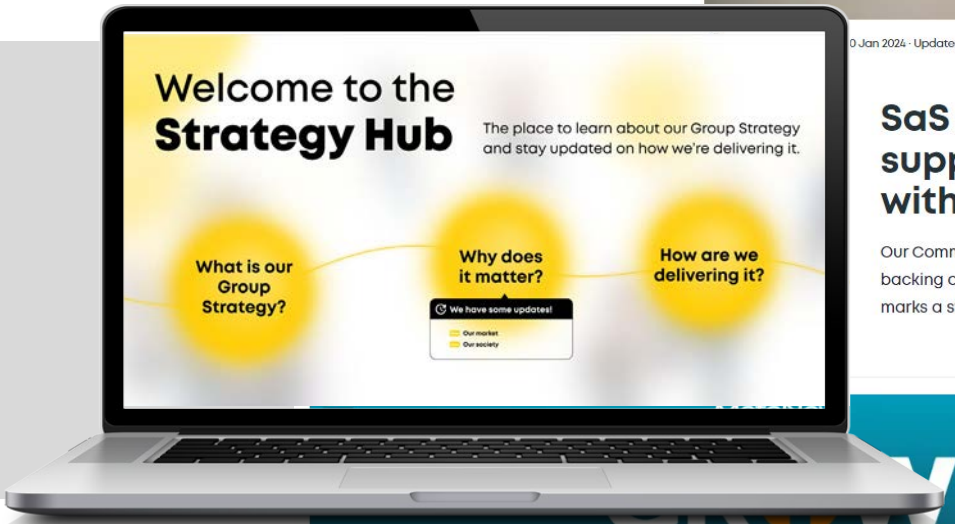 Welcome to the
Strategy Hub
The place to learn about our Group Strategy
and stay updated on how we're delivering it.
What is our
Group
Strategy?
Why does
it matter?
How are we
delivering it?
We have some updates!
Our market
Our society
0 Jan 2024 · Update
SaS
supp
with
Our Comm
backing o
marks a s